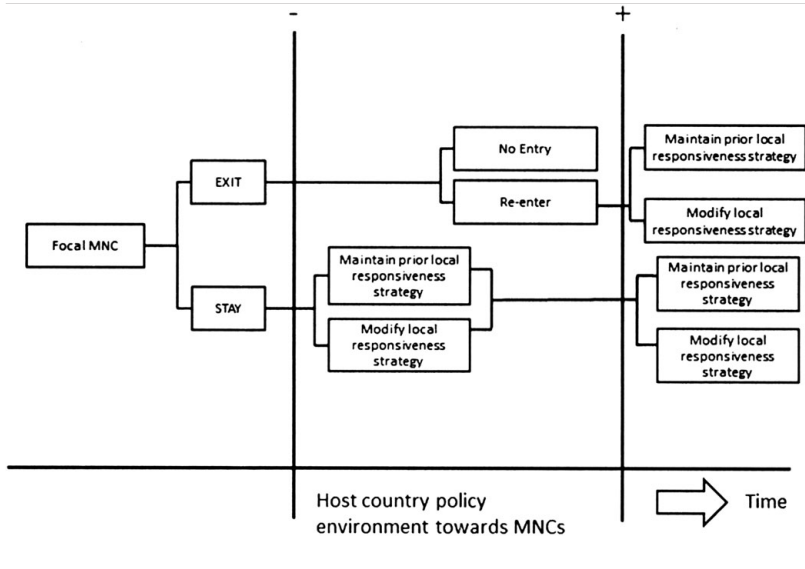 -
+
No Entry
Maintain prior local
responsiveness strategy
EXIT
Re-enter
Modify local
responsiveness strategy
Focal MNC
Maintain prior local
responsiveness
strategy
Maintain prior local
responsiveness
strategy
STAY
Modify local
responsiveness
strategy
Modify local
responsiveness
strategy
Host country policy
environment towards MNCs
Time